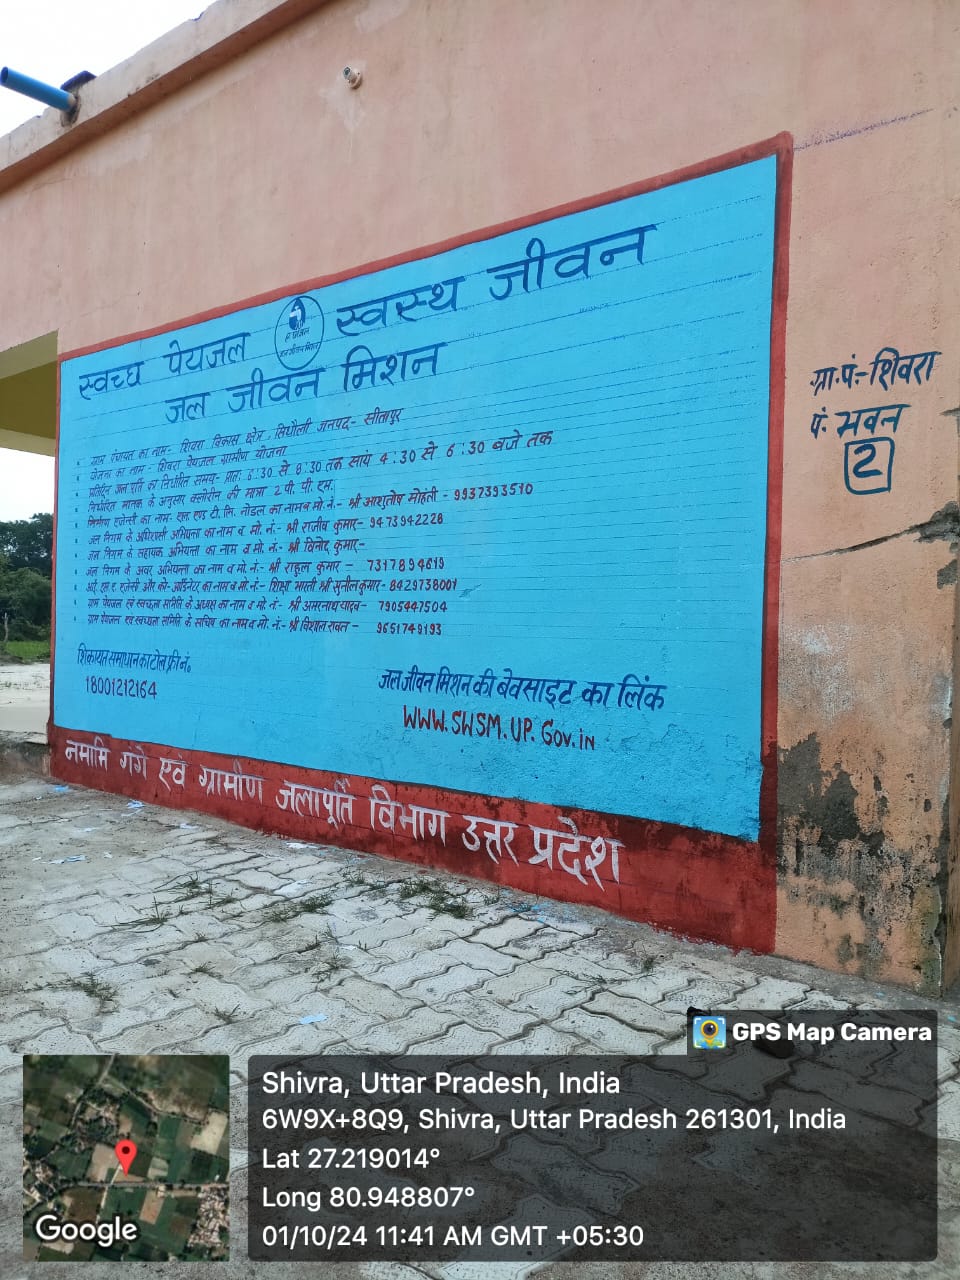 स्वच्छ पेयजल स्वस्थ जीवन
हर घर जल
जल जीवन मिशन
जल जीवन मिशन
ग्राम पंचायत का नाम:- शिवरा विकास क्षेत्र, सिधौली जनपद- सीतापुर
योजना का नाम - शिवरा पेयजल ग्रामीण योजना
प्रतिदिन जल पूर्ति का निर्धारित समय- प्रातः 6:30 से 8:30 तक सायं 4:30 से 6:30 बजे तक
निर्धारित मानक के अनुसार क्लोरीन की मात्रा 2 पी. पी. एम.
निर्माण एजेन्सी का नाम: एल. एण्ड टी. लि. नोडल का नाम व मो. नं.- श्री आशुतोष मोहंती - 9937393510
जल निगम के अधिशासी अभियन्ता का नाम व मो. नं:- श्री राजीव कुमार- 9473942228
जल निगम के सहायक अभियन्ता का नाम व मो. नं:- श्री विनोद कुमार-
जल निगम के अवर अभियन्ता का नाम व मो. नं.- श्री राहुल कुमार - 7317894619
आई. एस. ए. एजेन्सी और को-आर्डिनेटर का नाम व मो. नं:- शिक्षा भारती श्री सुनील कुमार- 8429738001
ग्राम पेयजल एवं स्वच्छता समिति के अध्यक्ष का नाम व मो. नं:- श्री अमरनाथ यादव- 7905447504
ग्राम पेयजल एवं स्वच्छता समिति के सचिव का नाम व मो. नं:- श्री विशाल रावत - 9651749193
शिकायत समाधान का टोल फ्री नं.
18001212164
जल जीवन मिशन की बेवसाइट का लिंक
WWW.SWSM.UP.Gov.in
नमामि गंगे एवं ग्रामीण जलापूर्ति विभाग उत्तर प्रदेश
ग्रा.पं.-शिवरा
पं. भवन
2
GPS Map Camera
Shivra, Uttar Pradesh, India
6W9X+8Q9, Shivra, Uttar Pradesh 261301, India
Lat 27.219014°
Long 80.948807°
01/10/24 11:41 AM GMT +05:30
Google